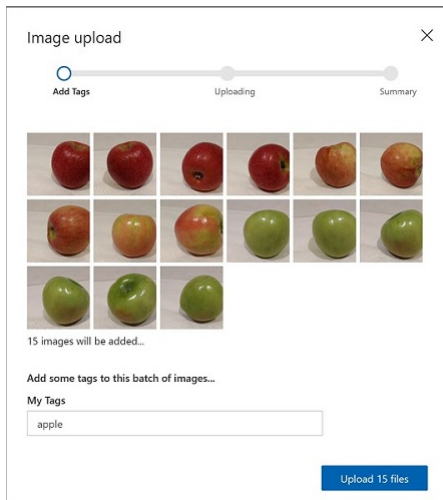 Image upload
Add Tags Uploading Summary
15 images will be added...
Add some tags to this batch of images...
My Tags
apple
Upload 15 files